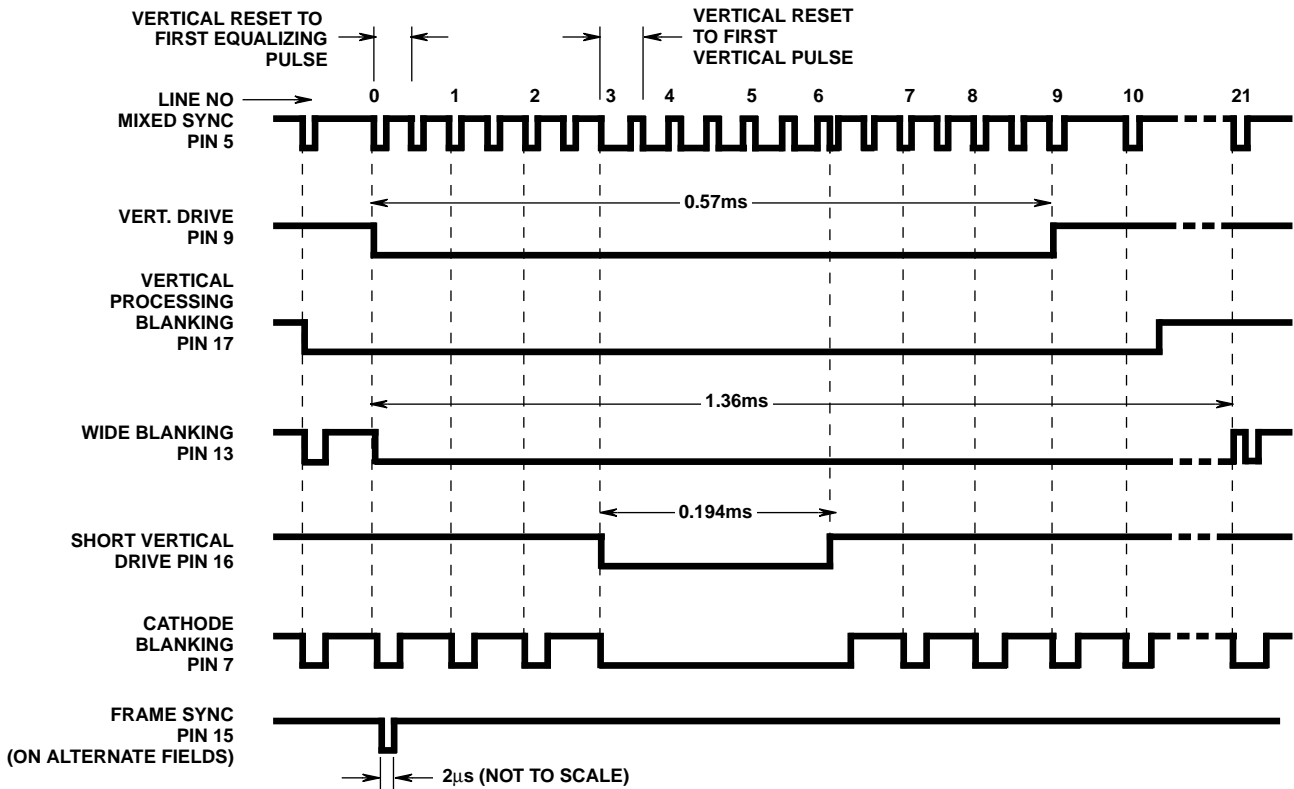 VERTICAL RESET TO
FIRST EQUALIZING
PULSE
VERTICAL RESET
TO FIRST
VERTICAL PULSE
LINE NO
0 1 2 3 4 5 6 7 8 9 10 21
MIXED SYNC
PIN 5
0.57ms
VERT. DRIVE
PIN 9
VERTICAL
PROCESSING
BLANKING
PIN 17
1.36ms
WIDE BLANKING
PIN 13
0.194ms
SHORT VERTICAL
DRIVE PIN 16
CATHODE
BLANKING
PIN 7
FRAME SYNC
PIN 15
(ON ALTERNATE FIELDS)
2μs (NOT TO SCALE)